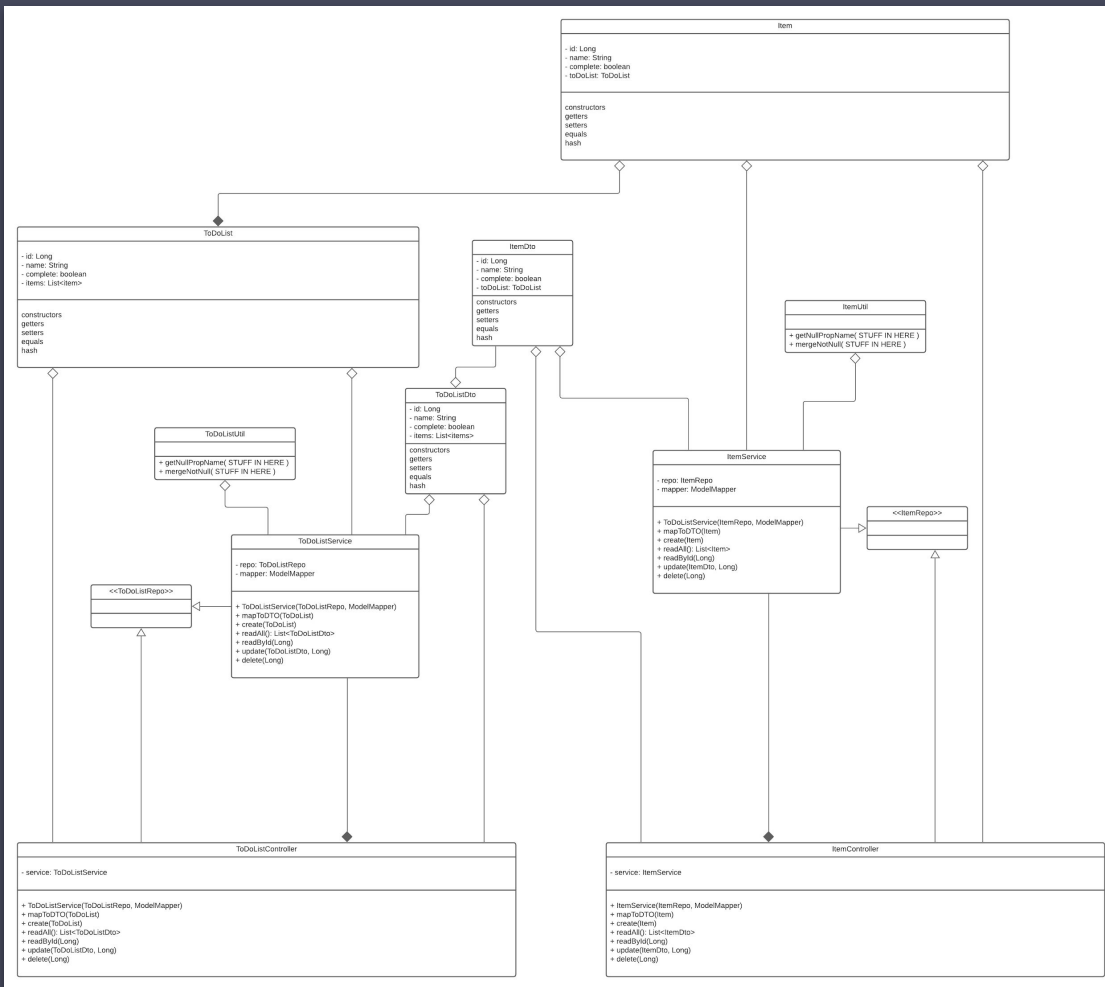 Item
- id: Long
- name: String
- complete: boolean
- toDoList: ToDoList
constructors
getters
setters
equals
hash
ToDoList
- id: Long
- name: String
- complete: boolean
- items: List<item>
constructors
getters
setters
equals
hash
ItemDto
- id: Long
- name: String
- complete: boolean
- toDoList: ToDoList
constructors
getters
setters
equals
hash
ItemUtil
+ getNullPropName( STUFF IN HERE )
+ mergeNotNull( STUFF IN HERE )
ToDoListDto
- id: Long
- name: String
- complete: boolean
- items: List<items>
constructors
getters
setters
equals
hash
ToDoListUtil
+ getNullPropName( STUFF IN HERE )
+ mergeNotNull( STUFF IN HERE )
ItemService
- repo: ItemRepo
- mapper: ModelMapper
+ ToDoListService(ItemRepo, ModelMapper)
+ mapToDTO(Item)
+ create(Item)
+ readAll(): List<Item>
+ readById(Long)
+ update(ItemDto, Long)
+ delete(Long)
<<ItemRepo>>
ToDoListService
- repo: ToDoListRepo
- mapper: ModelMapper
+ ToDoListService(ToDoListRepo, ModelMapper)
+ mapToDTO(ToDoList)
+ create(ToDoList)
+ readAll(): List<ToDoListDto>
+ readById(Long)
+ update(ToDoListDto, Long)
+ delete(Long)
<<ToDoListRepo>>
ToDoListController
- service: ToDoListService
+ ToDoListService(ToDoListRepo, ModelMapper)
+ mapToDTO(ToDoList)
+ create(ToDoList)
+ readAll(): List<ToDoListDto>
+ readById(Long)
+ update(ToDoListDto, Long)
+ delete(Long)
ItemController
- service: ItemService
+ ItemService(ItemRepo, ModelMapper)
+ mapToDTO(Item)
+ create(Item)
+ readAll(): List<ItemDto>
+ readById(Long)
+ update(ItemDto, Long)
+ delete(Long)